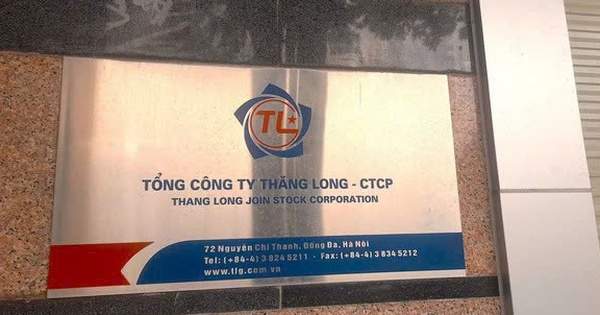 TL
TỔNG CÔNG TY THĂNG LONG - CTCP
THANG LONG JOIN STOCK CORPORATION
72 Nguyễn Chí Thanh, Đống Đa, Hà Nội
Tel: (+84-4) 3 824 5211 - Fax: (+84-4) 3 834 5212
www.tlg.com.vn